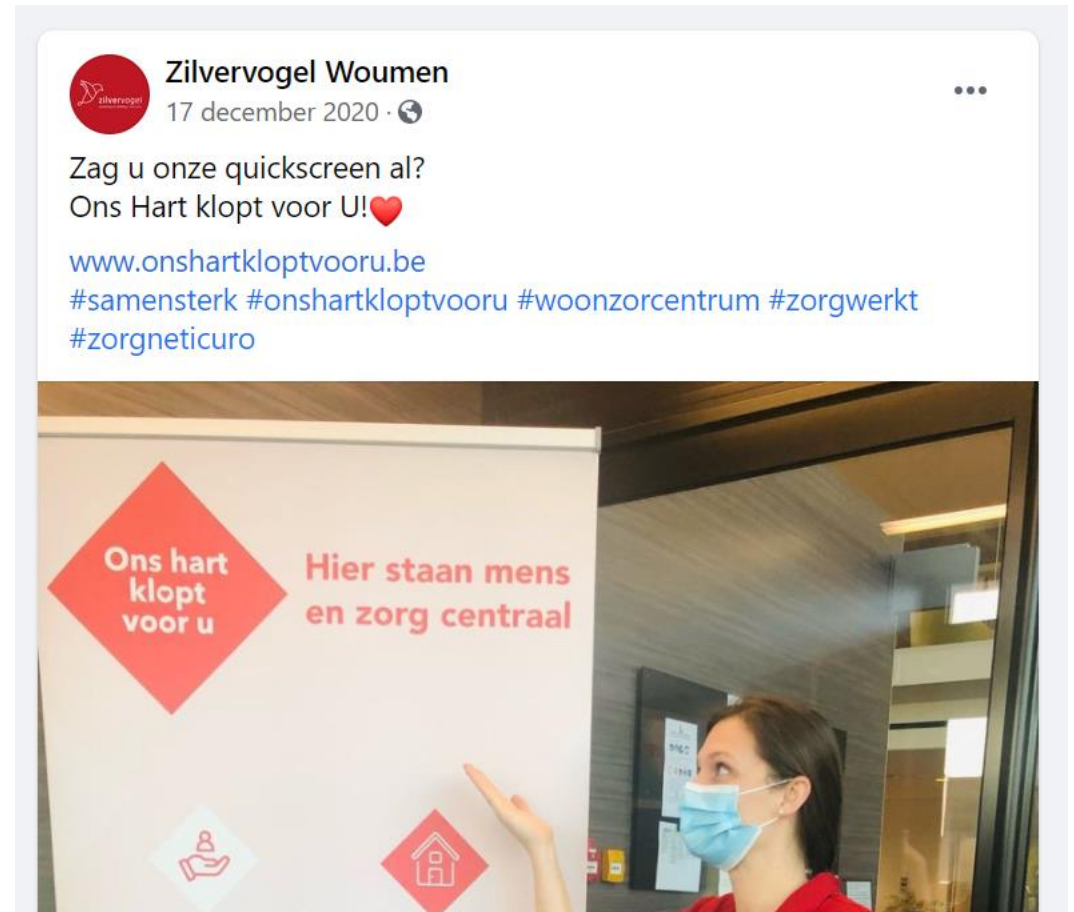 Zilvervogel Woumen
17 december 2020 ·
Zag u onze quickscreen al?
Ons Hart klopt voor U!❤️
www.onshartkloptvooru.be
#samensterk #onshartkloptvooru #woonzorcentrum #zorgwerkt
#zorgneticuro
zilvervogel
Ons hart
klopt
voor u
Hier staan mens
en zorg centraal